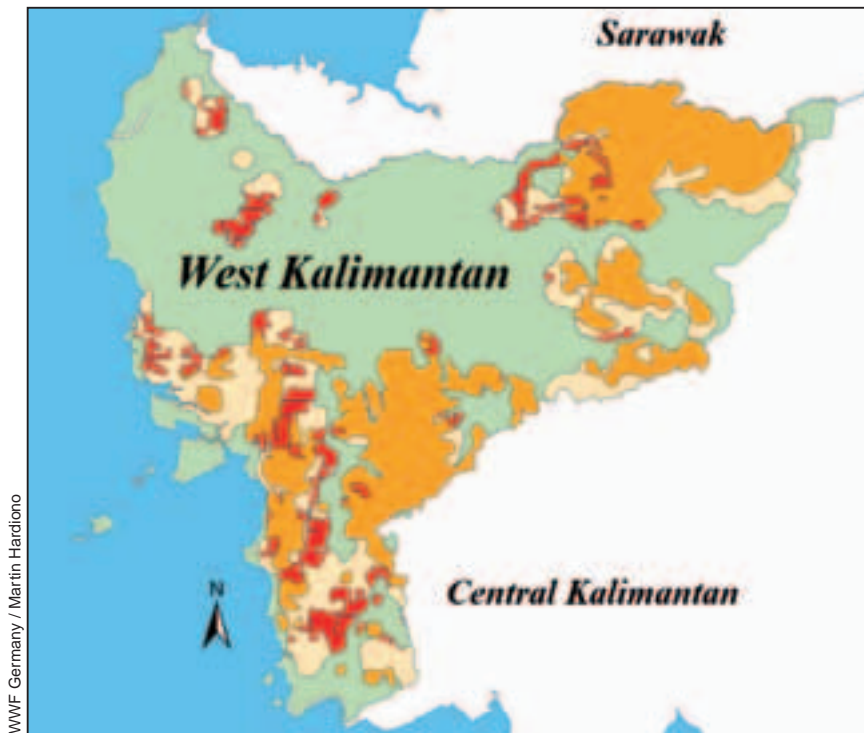 Sarawak
West Kalimantan
Central Kalimantan
N
WWF Germany / Martin Hardiono